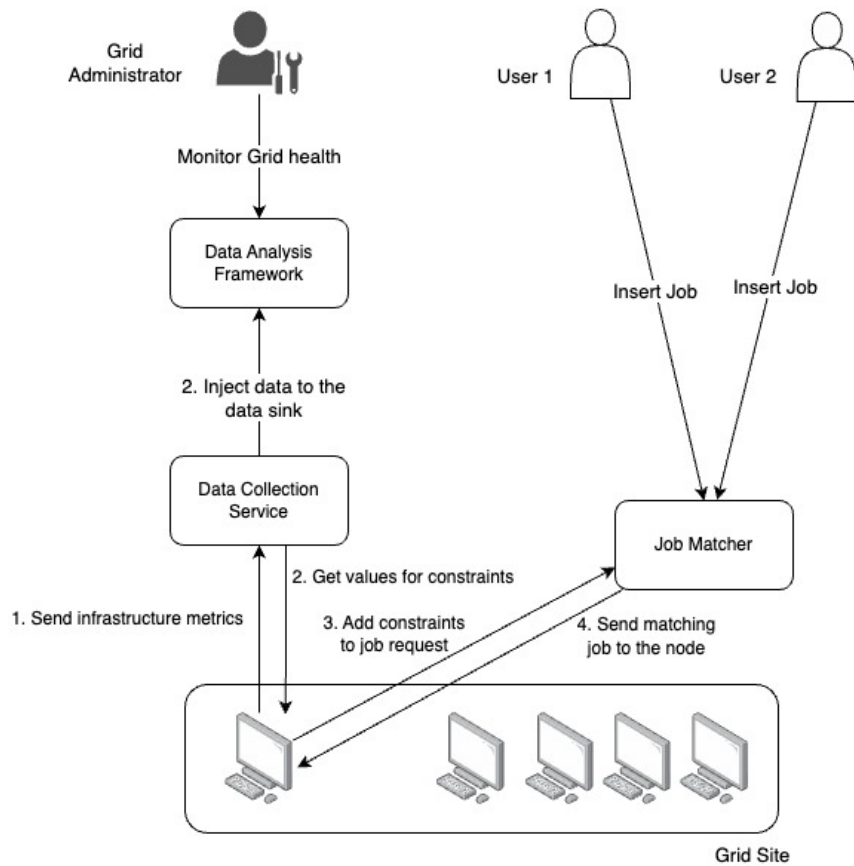 Grid
Administrator
User 1
User 2
Monitor Grid health
Data Analysis
Framework
Insert Job
Insert Job
2. Inject data to the
data sink
Data Collection
Service
Job Matcher
2. Get values for constraints
1. Send infrastructure metrics
3. Add constraints
to job request
4. Send matching
job to the node
Grid Site